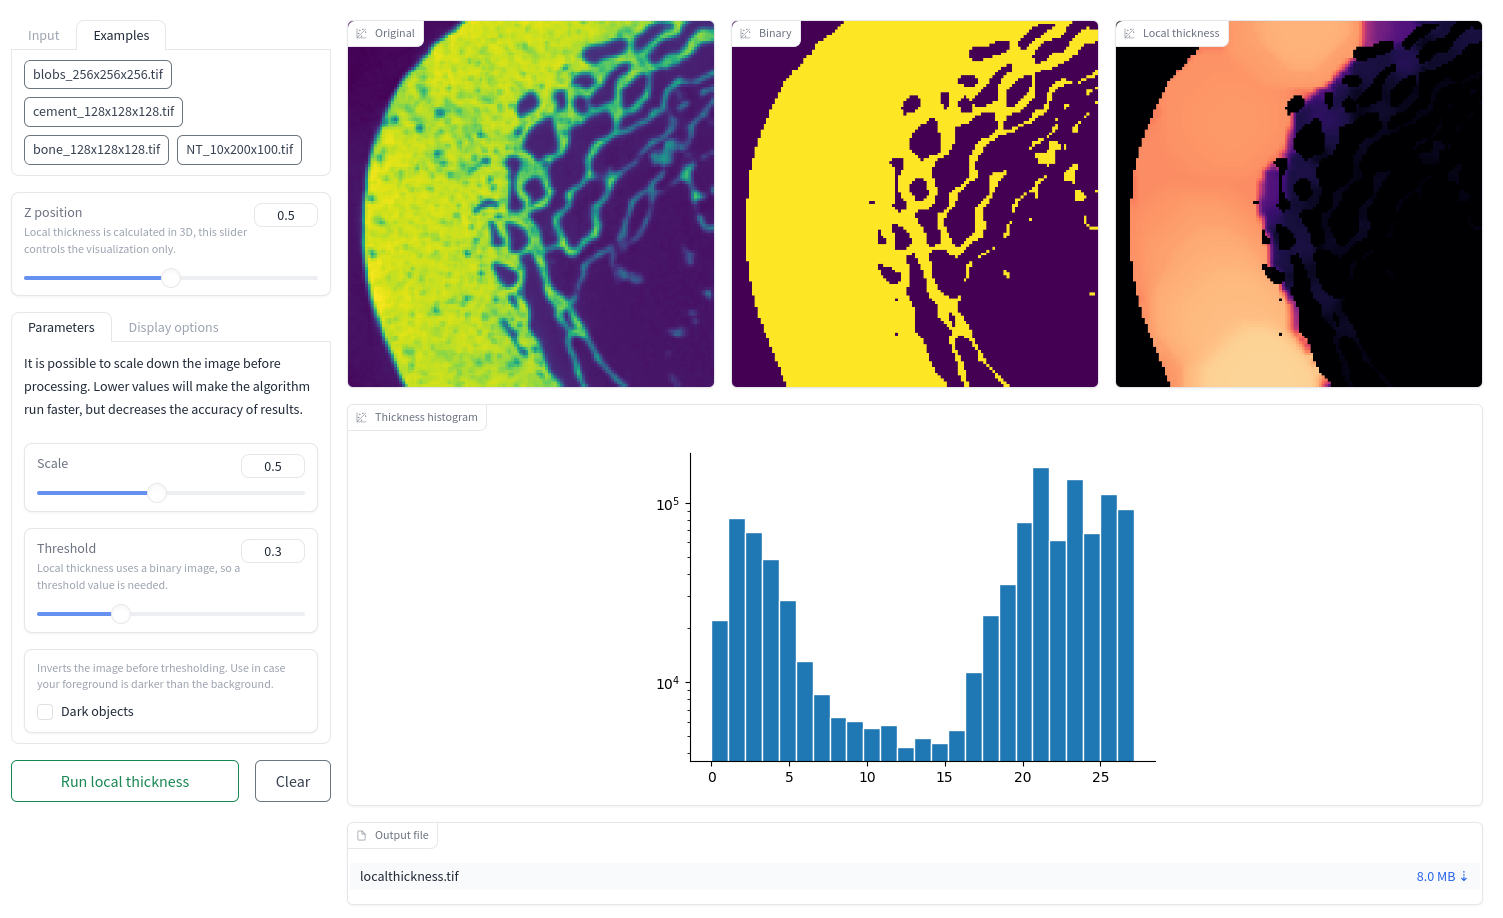 Input
Examples
blobs_256x256x256.tif
cement_128x128x128.tif
bone_128x128x128.tif
NT_10x200x100.tif
Z position
0.5
Local thickness is calculated in 3D, this slider
controls the visualization only.
Parameters
Display options
It is possible to scale down the image before
processing. Lower values will make the algorithm
run faster, but decreases the accuracy of results.
Scale
0.5
Threshold
0.3
Local thickness uses a binary image, so a
threshold value is needed.
Inverts the image before trhesholding. Use in case
your foreground is darker than the background.
Dark objects
Run local thickness
Clear
Original
Binary
Local thickness
Thickness histogram
10⁵
10⁴
0 5 10 15 20 25
Output file
localthickness.tif
8.0 MB ⇣